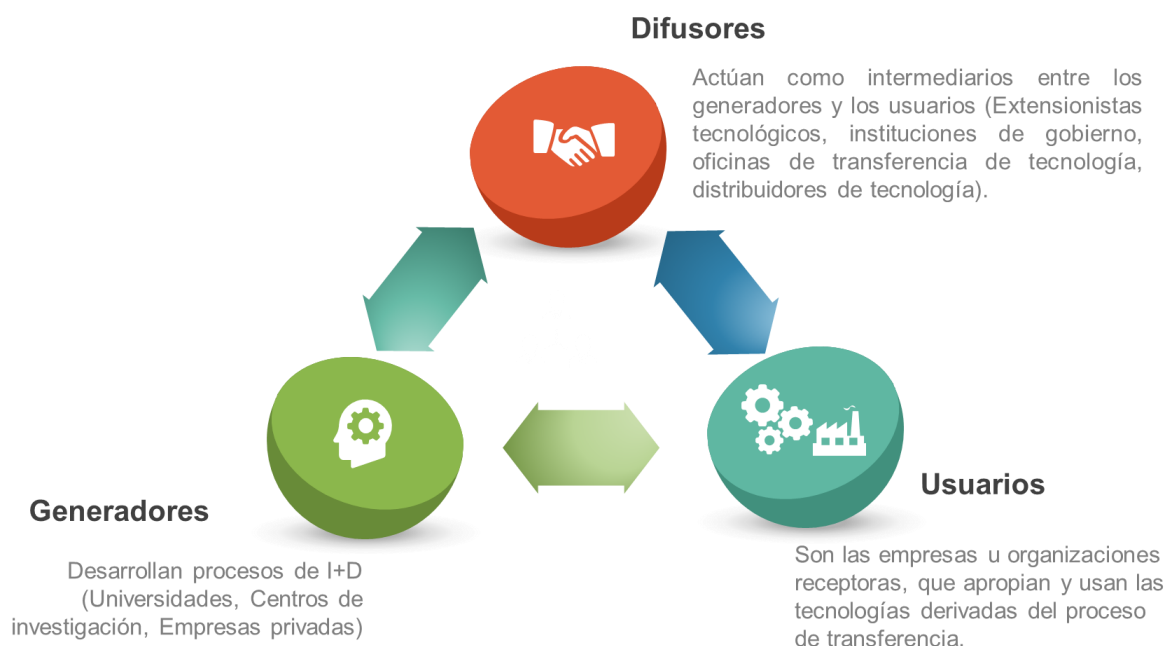 Difusores
Actúan como intermediarios entre los
generadores y los usuarios (Extensionistas
tecnológicos, instituciones de gobierno,
oficinas de transferencia de tecnología,
distribuidores de tecnología).
Generadores
Desarrollan procesos de I+D
(Universidades, Centros de
investigación, Empresas privadas)
Usuarios
Son las empresas u organizaciones
receptoras, que apropian y usan las
tecnologías derivadas del proceso
de transferencia.